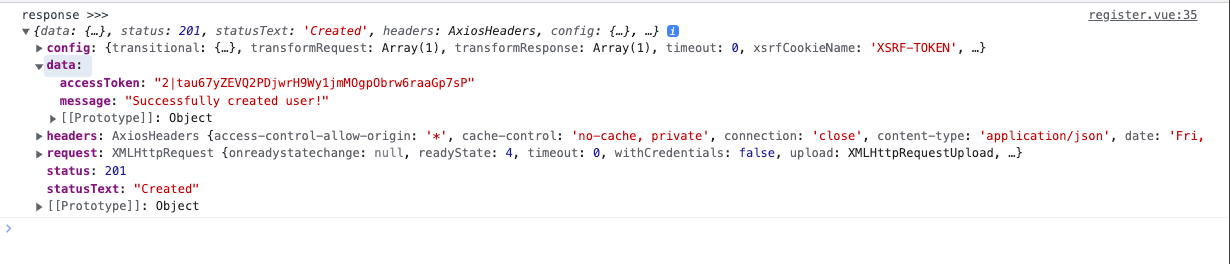 response >>>
register.vue:35
▼{data: {…}, status: 201, statusText: 'Created', headers: AxiosHeaders, config: {…}, …} i
▶config: {transitional: {…}, transformRequest: Array(1), transformResponse: Array(1), timeout: 0, xsrfCookieName: 'XSRF-TOKEN', …}
▼data:
accessToken: "2|tau67yZEVQ2PDjwrH9Wy1jmMOgpObrw6raaGp7sP"
message: "Successfully created user!"
▶[[Prototype]]: Object
▶headers: AxiosHeaders {access-control-allow-origin: '*', cache-control: 'no-cache, private', connection: 'close', content-type: 'application/json', date: 'Fri,
▶request: XMLHttpRequest {onreadystatechange: null, readyState: 4, timeout: 0, withCredentials: false, upload: XMLHttpRequestUpload, …}
status: 201
statusText: "Created"
▶[[Prototype]]: Object
>